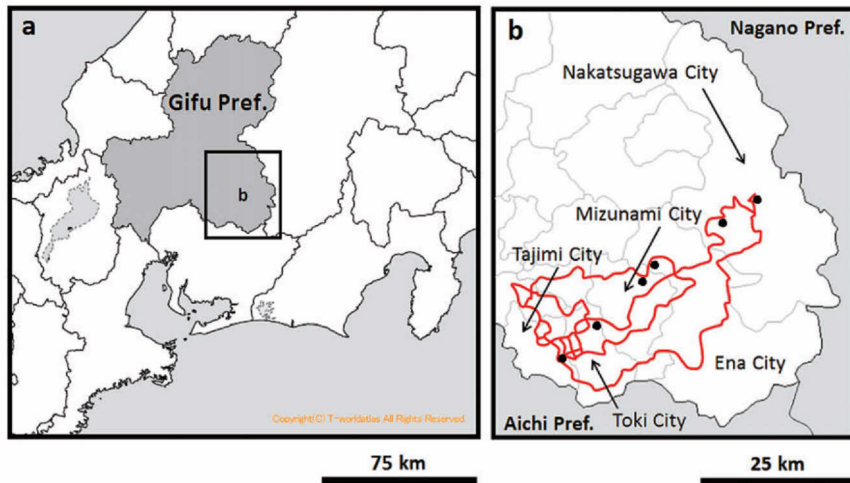 a
Gifu Pref.
b
Copyright(C) T-worldatlas All Rights Reserved.
75 km
b
Nagano Pref.
Nakatsugawa City
Mizunami City
Tajimi City
Ena City
Aichi Pref.
Toki City
25 km